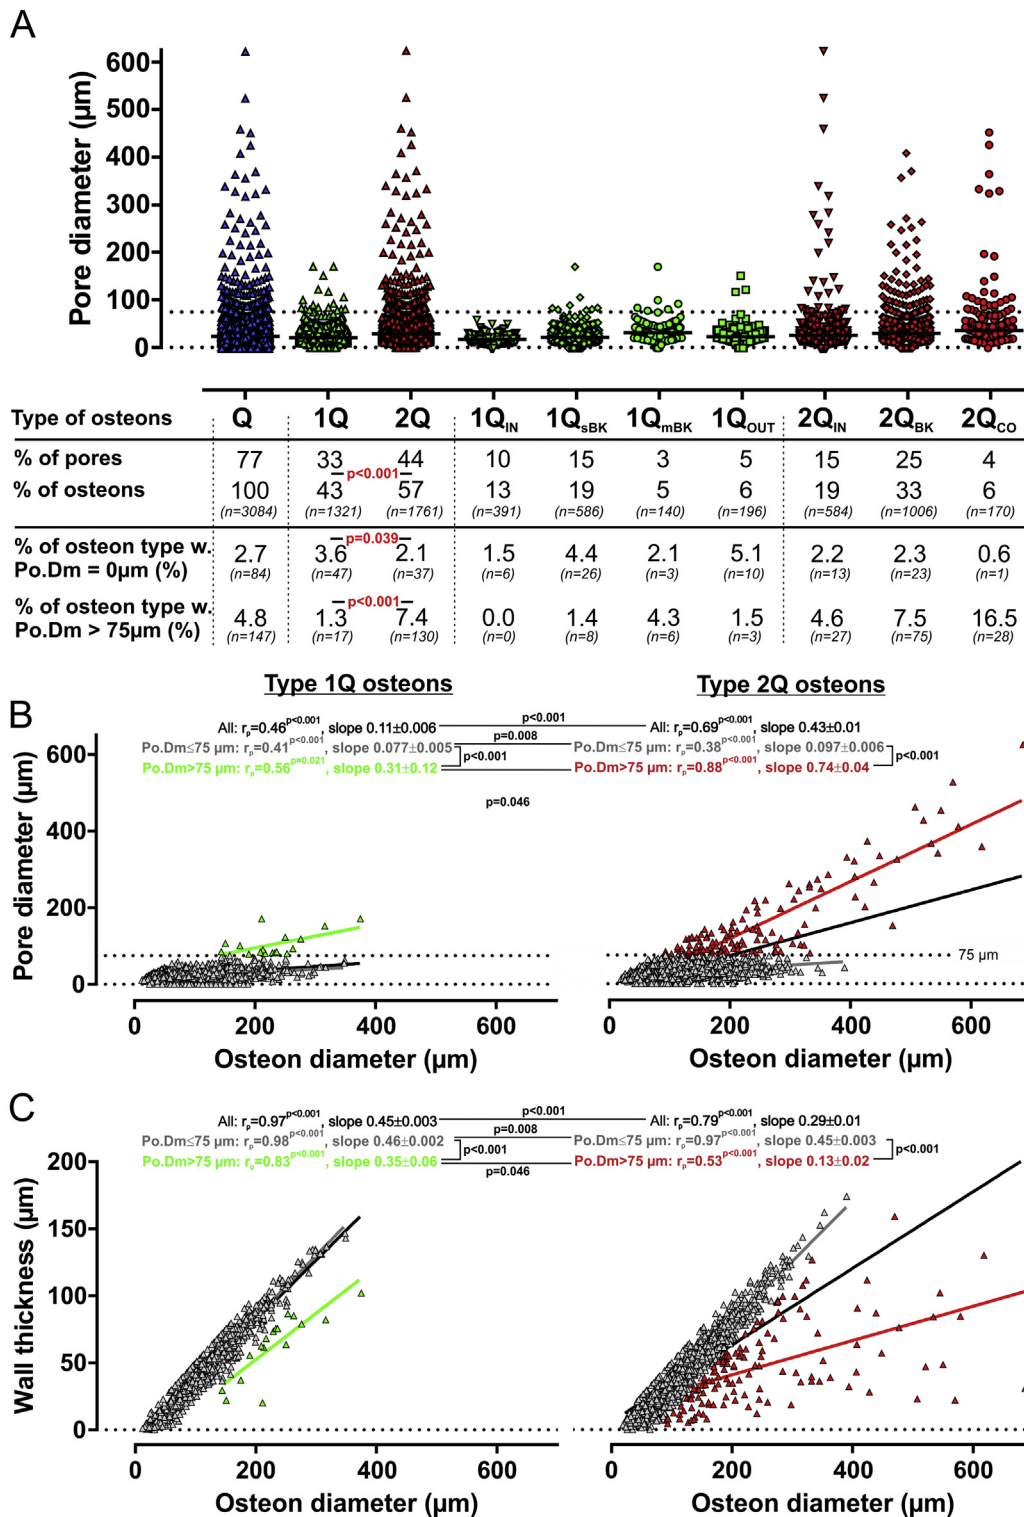 A
Pore diameter (µm)
600
500
400
300
200
100
0
Type of osteons Q 1Q 2Q 1QIN 1QsBK 1QmBK 1QOUT 2QIN 2QBK 2QCO
% of pores 77 33 44 10 15 3 5 15 25 4
p<0.001
% of osteons 100 43 57 13 19 5 6 19 33 6
(n=3084) (n=1321) (n=1761) (n=391) (n=586) (n=140) (n=196) (n=584) (n=1006) (n=170)
% of osteon type w. Po.Dm = 0µm (%) 2.7 3.6 p=0.039 2.1 1.5 4.4 2.1 5.1 2.2 2.3 0.6
(n=84) (n=47) (n=37) (n=6) (n=26) (n=3) (n=10) (n=13) (n=23) (n=1)
% of osteon type w. Po.Dm > 75µm (%) 4.8 1.3 p<0.001 7.4 0.0 1.4 4.3 1.5 4.6 7.5 16.5
(n=147) (n=17) (n=130) (n=0) (n=8) (n=6) (n=3) (n=27) (n=75) (n=28)
Type 1Q osteons Type 2Q osteons
B
All: rp=0.46p<0.001, slope 0.11±0.006 p<0.001 All: rp=0.69p<0.001, slope 0.43±0.01
Po.Dm≤75 µm: rp=0.41p<0.001, slope 0.077±0.005 p=0.008 Po.Dm≤75 µm: rp=0.38p<0.001, slope 0.097±0.006
p<0.001 p<0.001
Po.Dm>75 µm: rp=0.56p=0.021, slope 0.31±0.12 Po.Dm>75 µm: rp=0.88p<0.001, slope 0.74±0.04
p=0.046
Pore diameter (µm)
600
400
200
0
75 µm
0 200 400 600 0 200 400 600
Osteon diameter (µm) Osteon diameter (µm)
C
All: rp=0.97p<0.001, slope 0.45±0.003 p<0.001 All: rp=0.79p<0.001, slope 0.29±0.01
Po.Dm≤75 µm: rp=0.98p<0.001, slope 0.46±0.002 p=0.008 Po.Dm≤75 µm: rp=0.97p<0.001, slope 0.45±0.003
p<0.001 p<0.001
Po.Dm>75 µm: rp=0.83p<0.001, slope 0.35±0.06 p=0.046 Po.Dm>75 µm: rp=0.53p<0.001, slope 0.13±0.02
Wall thickness (µm)
200
150
100
50
0
0 200 400 600 0 200 400 600
Osteon diameter (µm) Osteon diameter (µm)